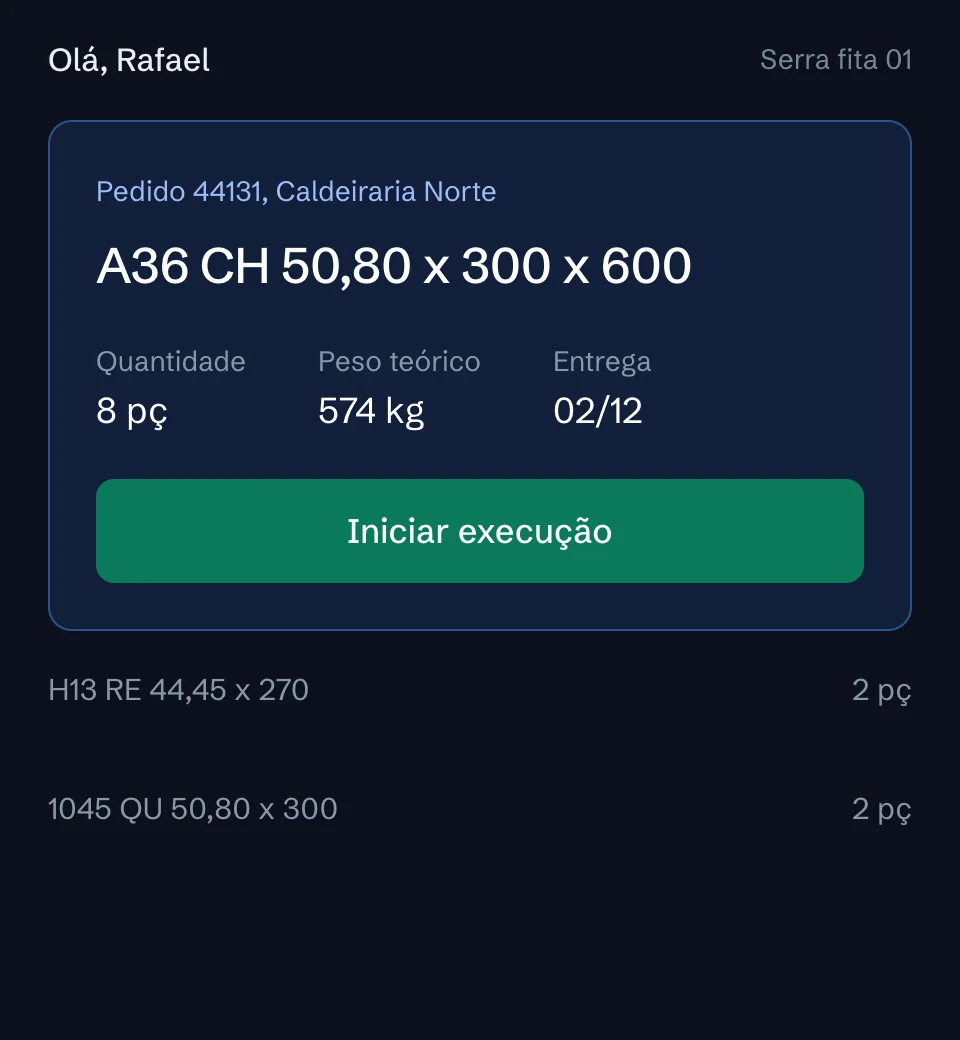 Olá, Rafael
Serra fita 01
Pedido 44131, Caldeiraria Norte
A36 CH 50,80 x 300 x 600
Quantidade
8 pç
Peso teórico
574 kg
Entrega
02/12
Iniciar execução
H13 RE 44,45 x 270
2 pç
1045 QU 50,80 x 300
2 pç